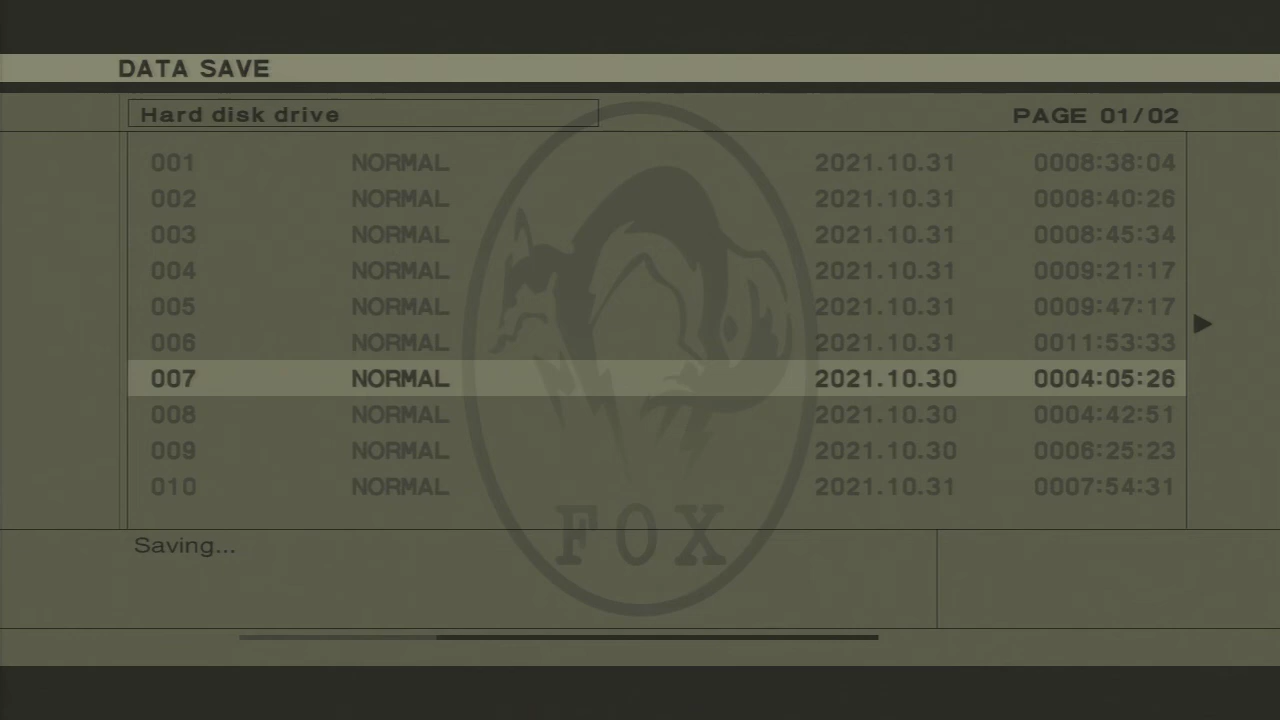 DATA SAVE
Hard disk drive PAGE 01/02
001 NORMAL 2021.10.31 0008:38:04
002 NORMAL 2021.10.31 0008:40:26
003 NORMAL 2021.10.31 0008:45:34
004 NORMAL 2021.10.31 0009:21:17
005 NORMAL 2021.10.31 0009:47:17
006 NORMAL 2021.10.31 0011:53:33
007 NORMAL 2021.10.30 0004:05:26
008 NORMAL 2021.10.30 0004:42:51
009 NORMAL 2021.10.30 0006:25:23
010 NORMAL 2021.10.31 0007:54:31
FOX
Saving...